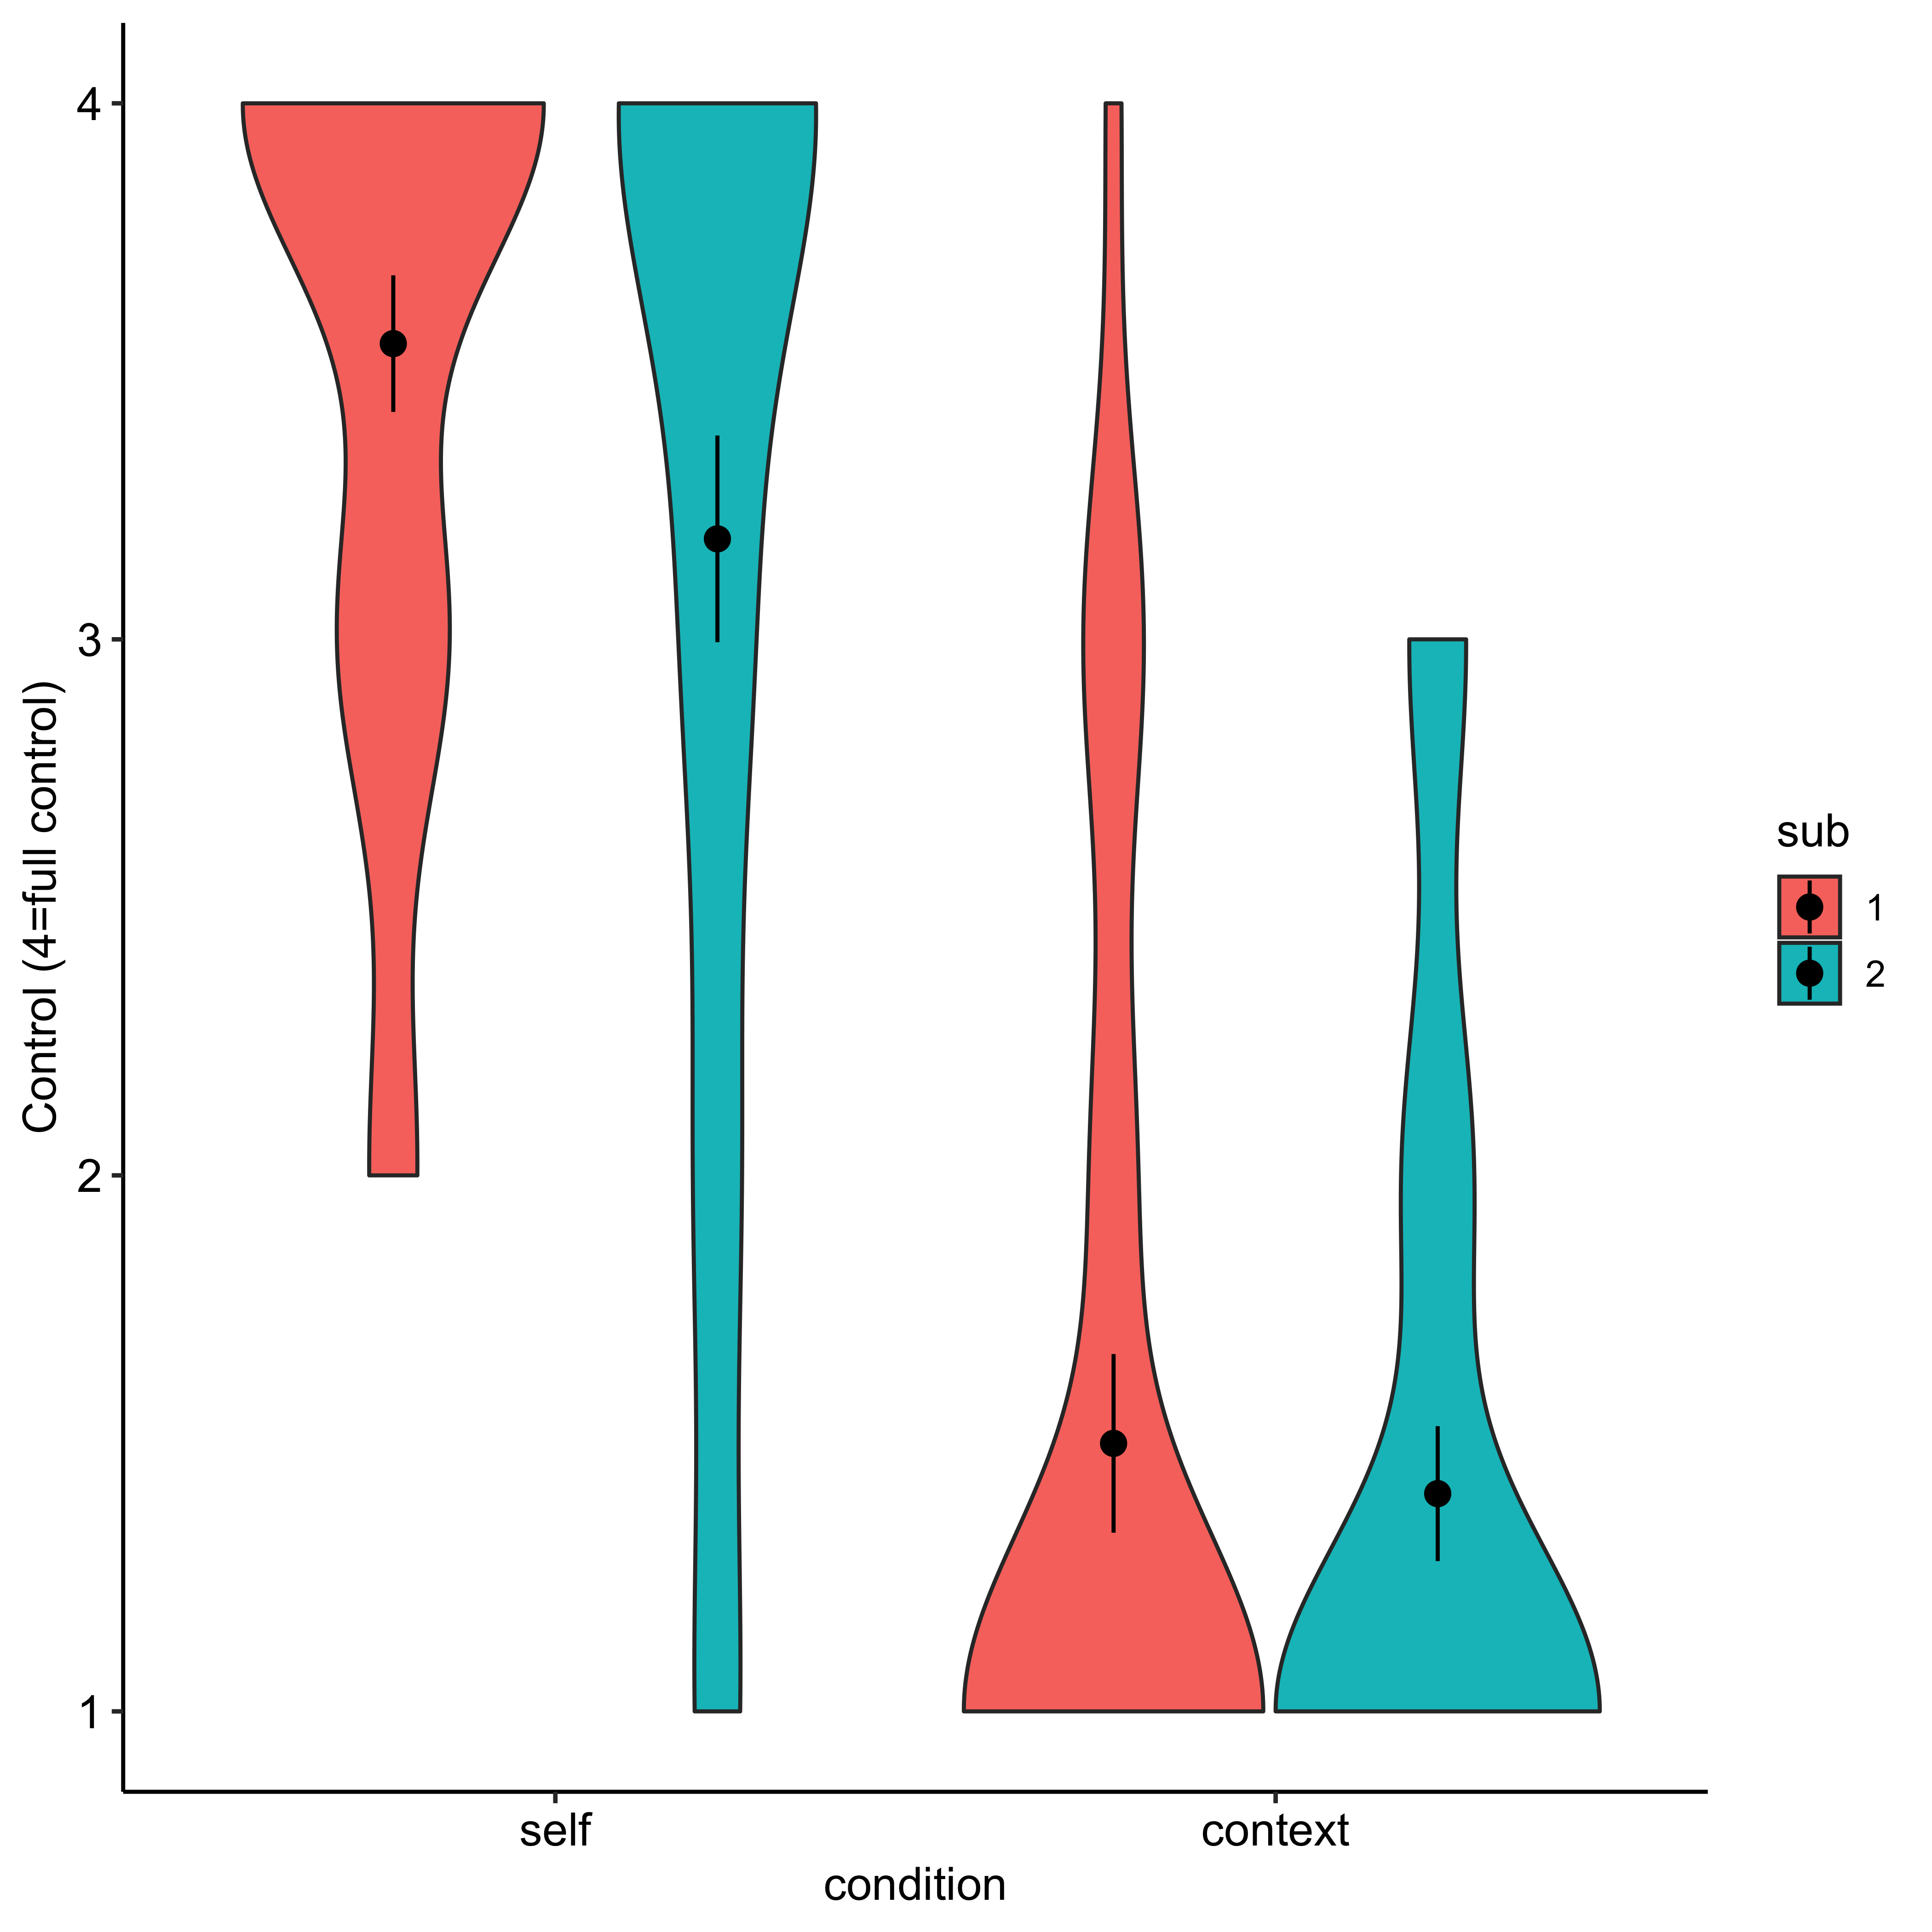 Control (4=full control)
4
3
2
1
self
context
condition
sub
1
2